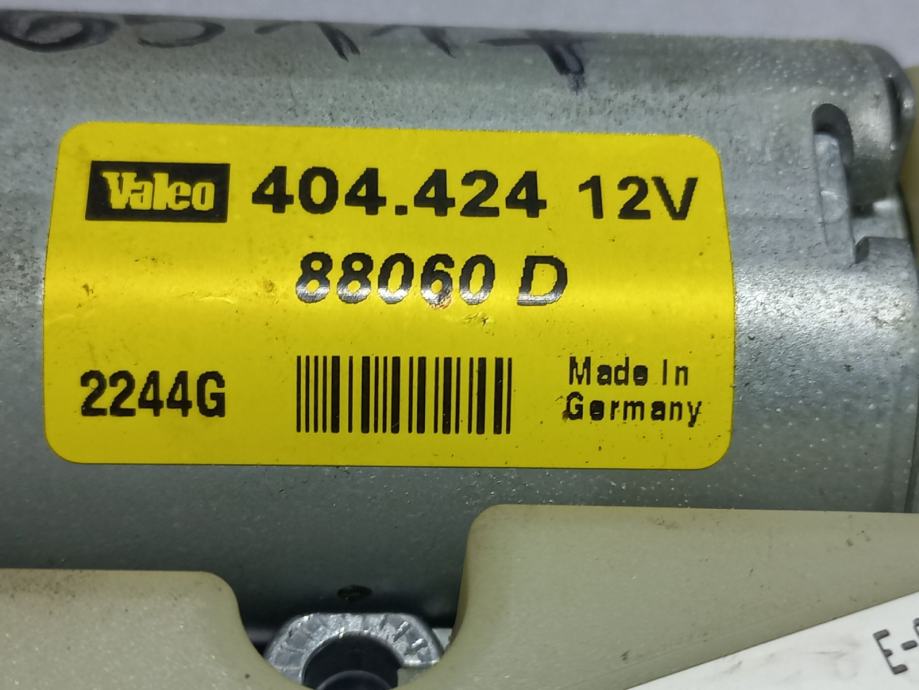 Valeo 404.424 12V
88060 D
2244G
Made In
Germany